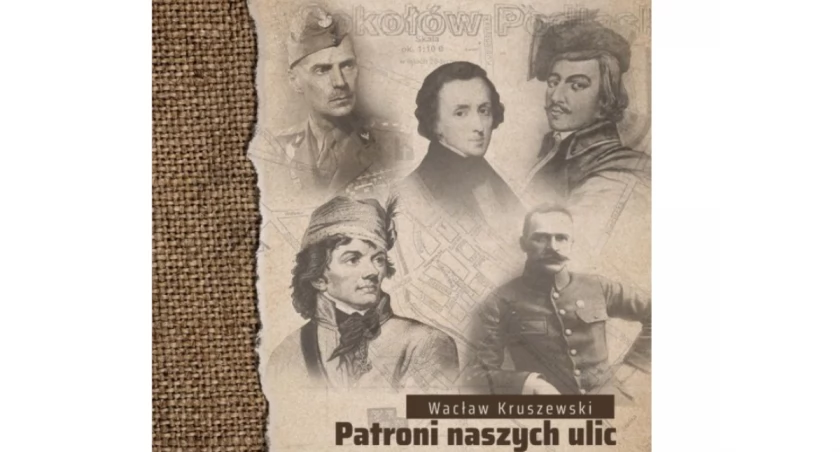 Sokołów Podlaski
Wacław Kruszewski
Patroni naszych ulic